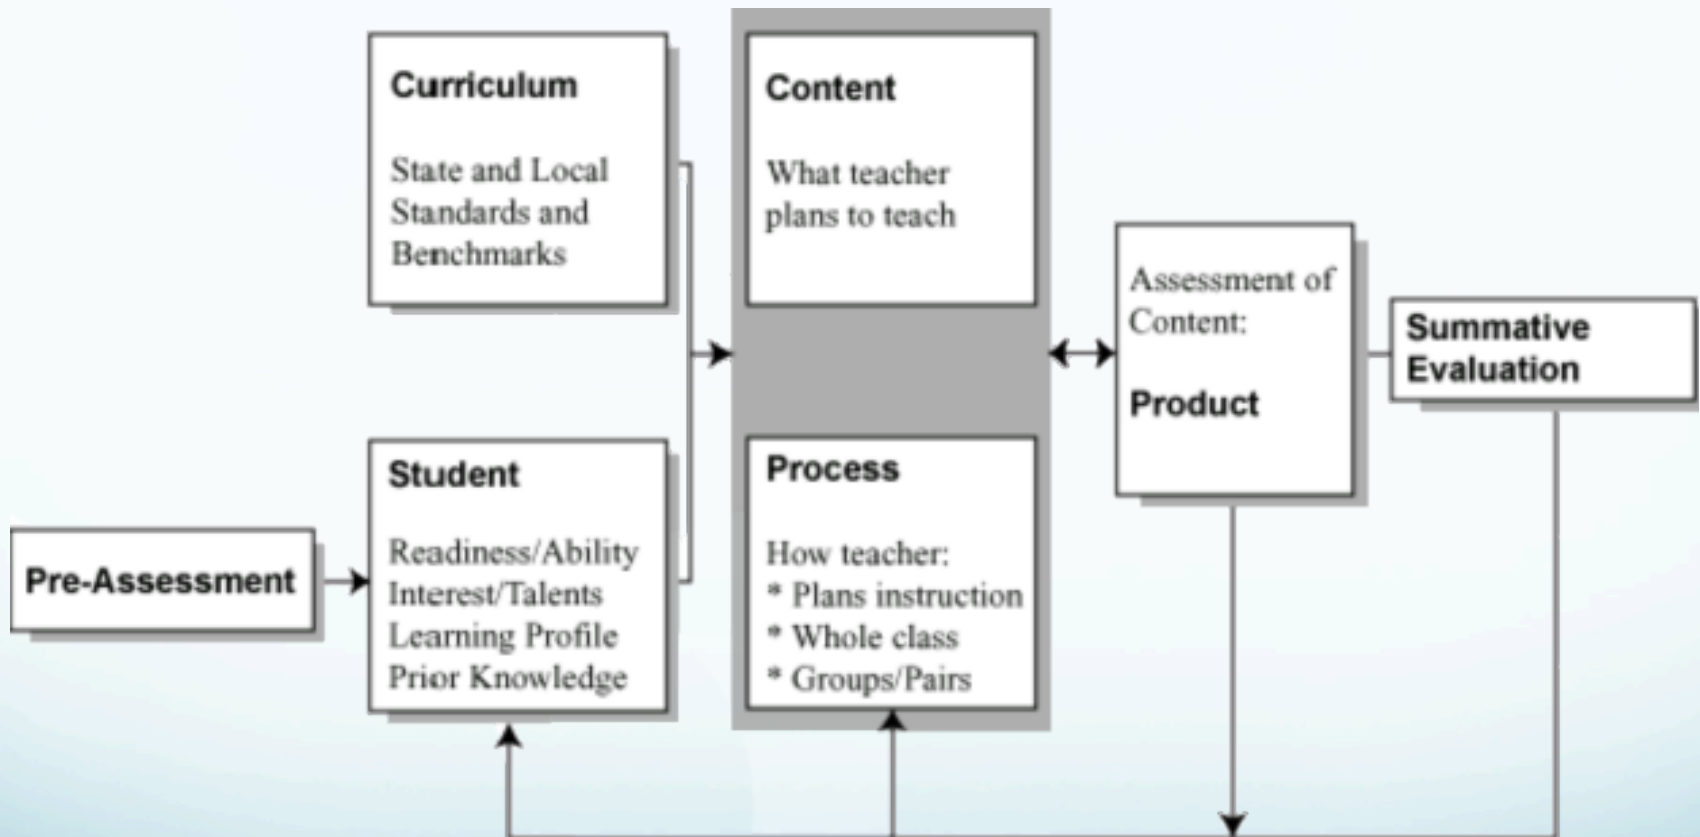 Curriculum
State and Local
Standards and
Benchmarks
Content
What teacher
plans to teach
Assessment of
Content:
Product
Summative
Evaluation
Pre-Assessment
Student
Readiness/Ability
Interest/Talents
Learning Profile
Prior Knowledge
Process
How teacher:
* Plans instruction
* Whole class
* Groups/Pairs